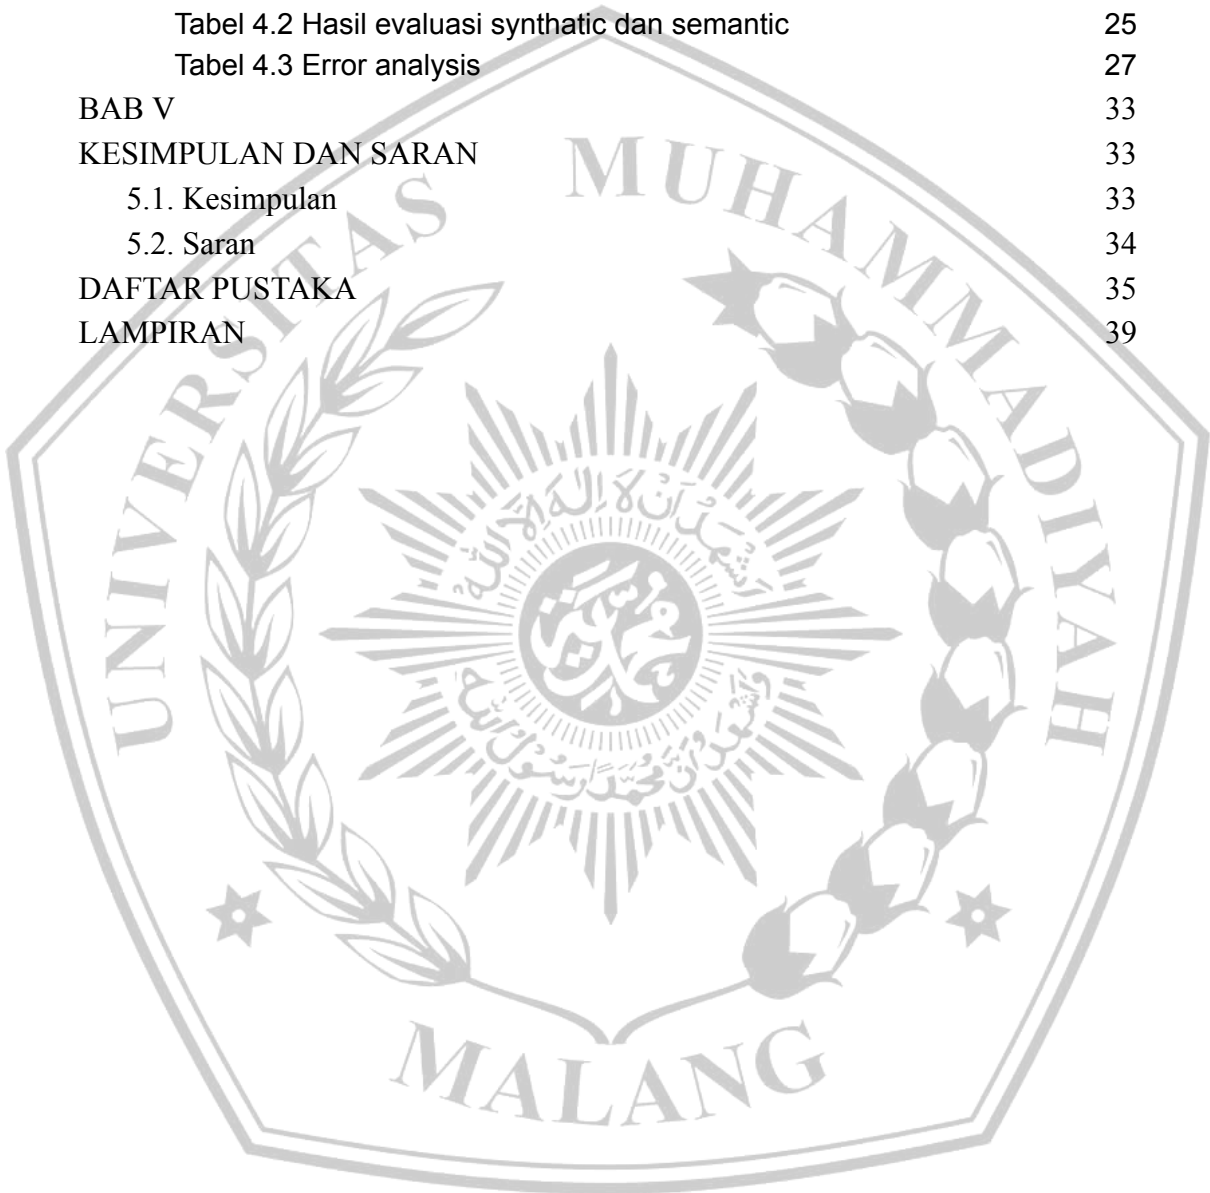 Tabel 4.2 Hasil evaluasi synthatic dan semantic 25
Tabel 4.3 Error analysis 27
BAB V 33
KESIMPULAN DAN SARAN 33
5.1. Kesimpulan 33
5.2. Saran 34
DAFTAR PUSTAKA 35
LAMPIRAN 39
UNIVERSITAS MUHAMMADIYAH
MALANG